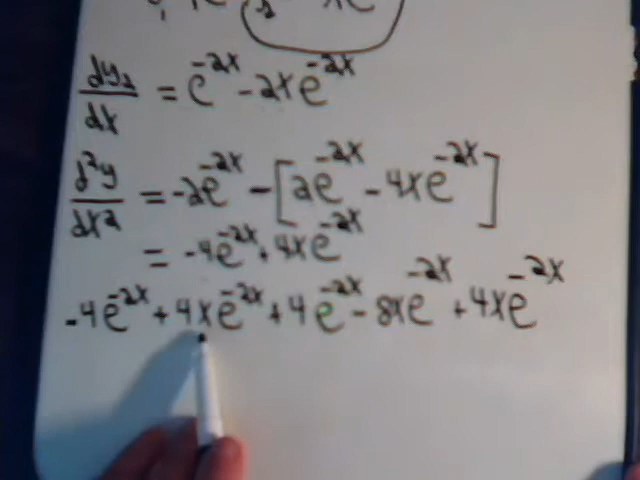 dy₂/dx = e^-2x - 2xe^-2x
d²y/dx² = -2e^-2x - [2e^-2x - 4xe^-2x]
= -4e^-2x + 4xe^-2x
-4e^-2x + 4xe^-2x + 4e^-2x - 8xe^-2x + 4xe^-2x